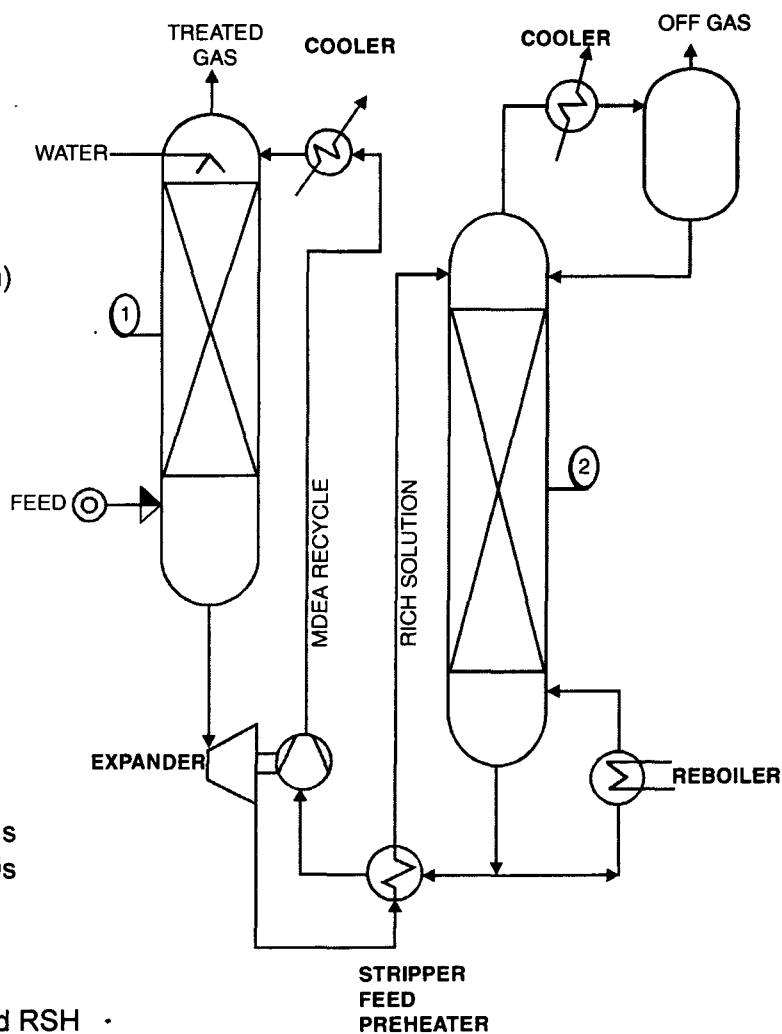 TREATED
GAS
COOLER
COOLER
OFF GAS
WATER
)
1
2
FEED
MDEA RECYCLE
RICH SOLUTION
EXPANDER
REBOILER
s
s
STRIPPER
FEED
PREHEATER
d RSH